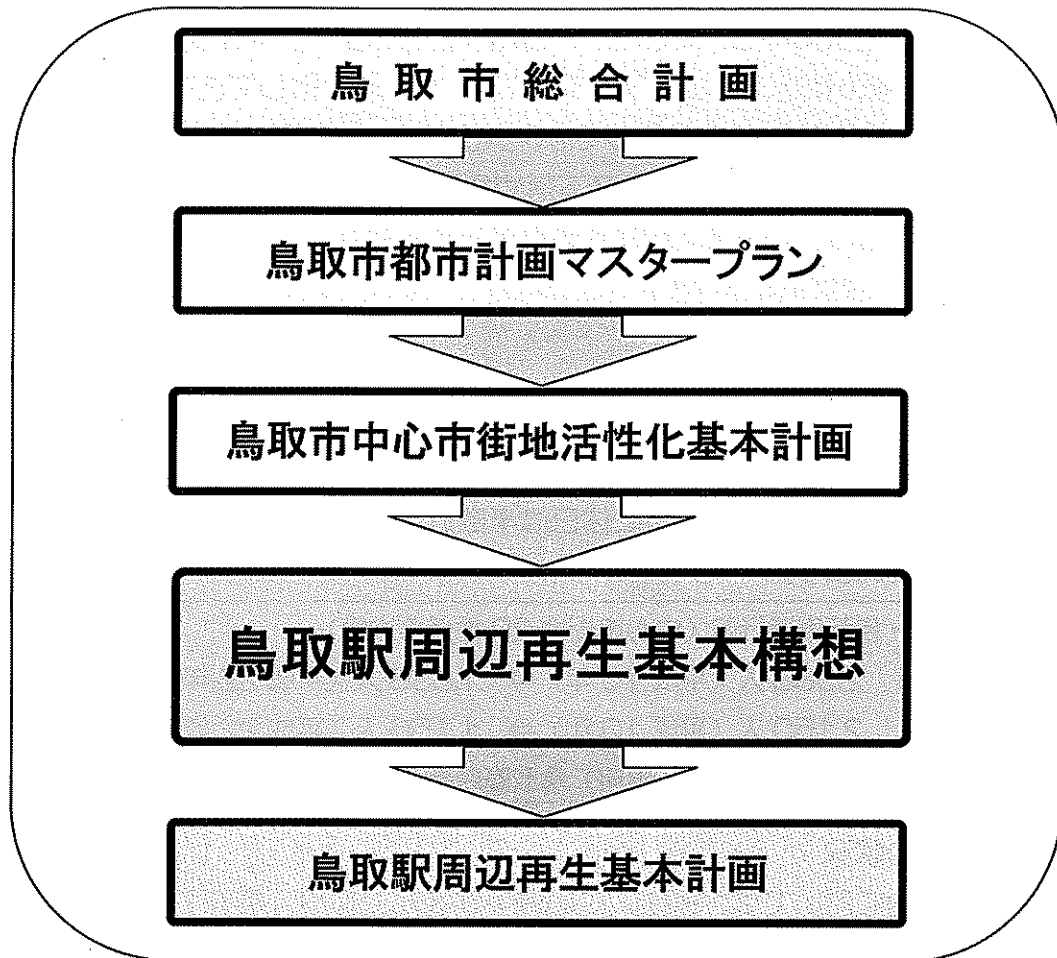 鳥取市総合計画
鳥取市都市計画マスタープラン
鳥取市中心市街地活性化基本計画
鳥取駅周辺再生基本構想
鳥取駅周辺再生基本計画